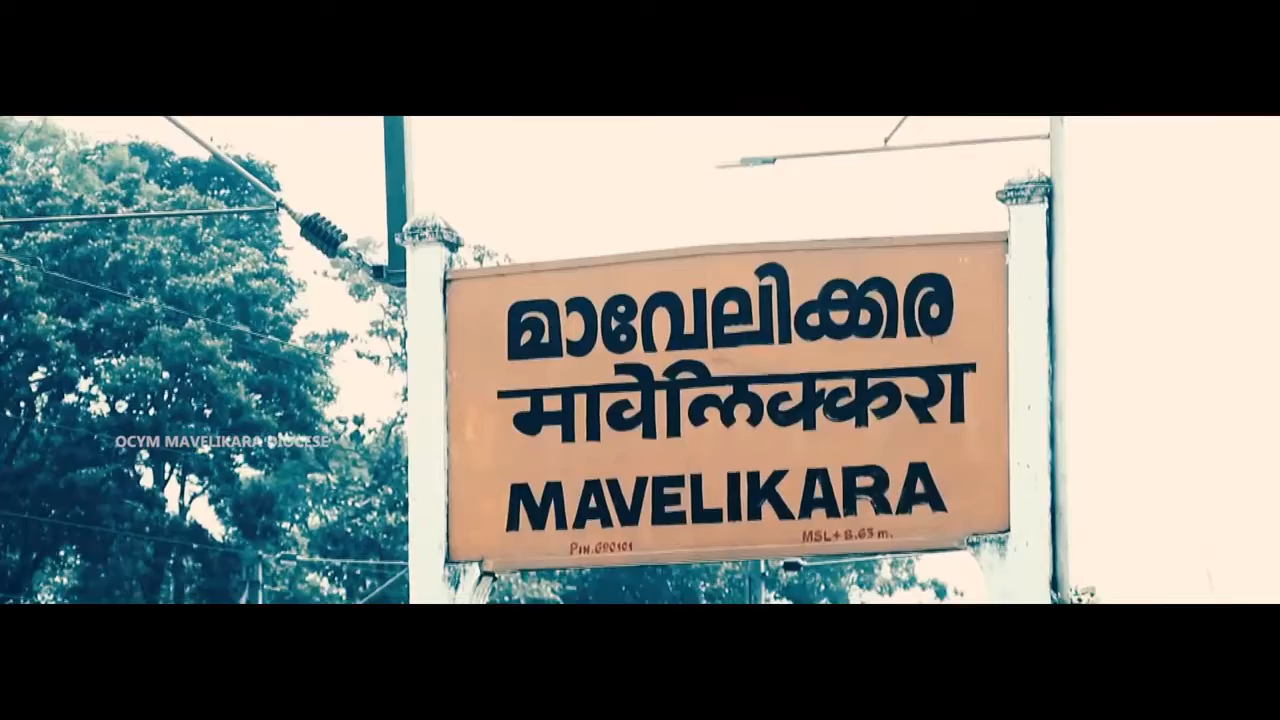 മാവേലിക്കര
मावेलिक्करा
MAVELIKARA
PIN.690101
MSL+8.63 m.
OCYM MAVELIKARA DIOCESE